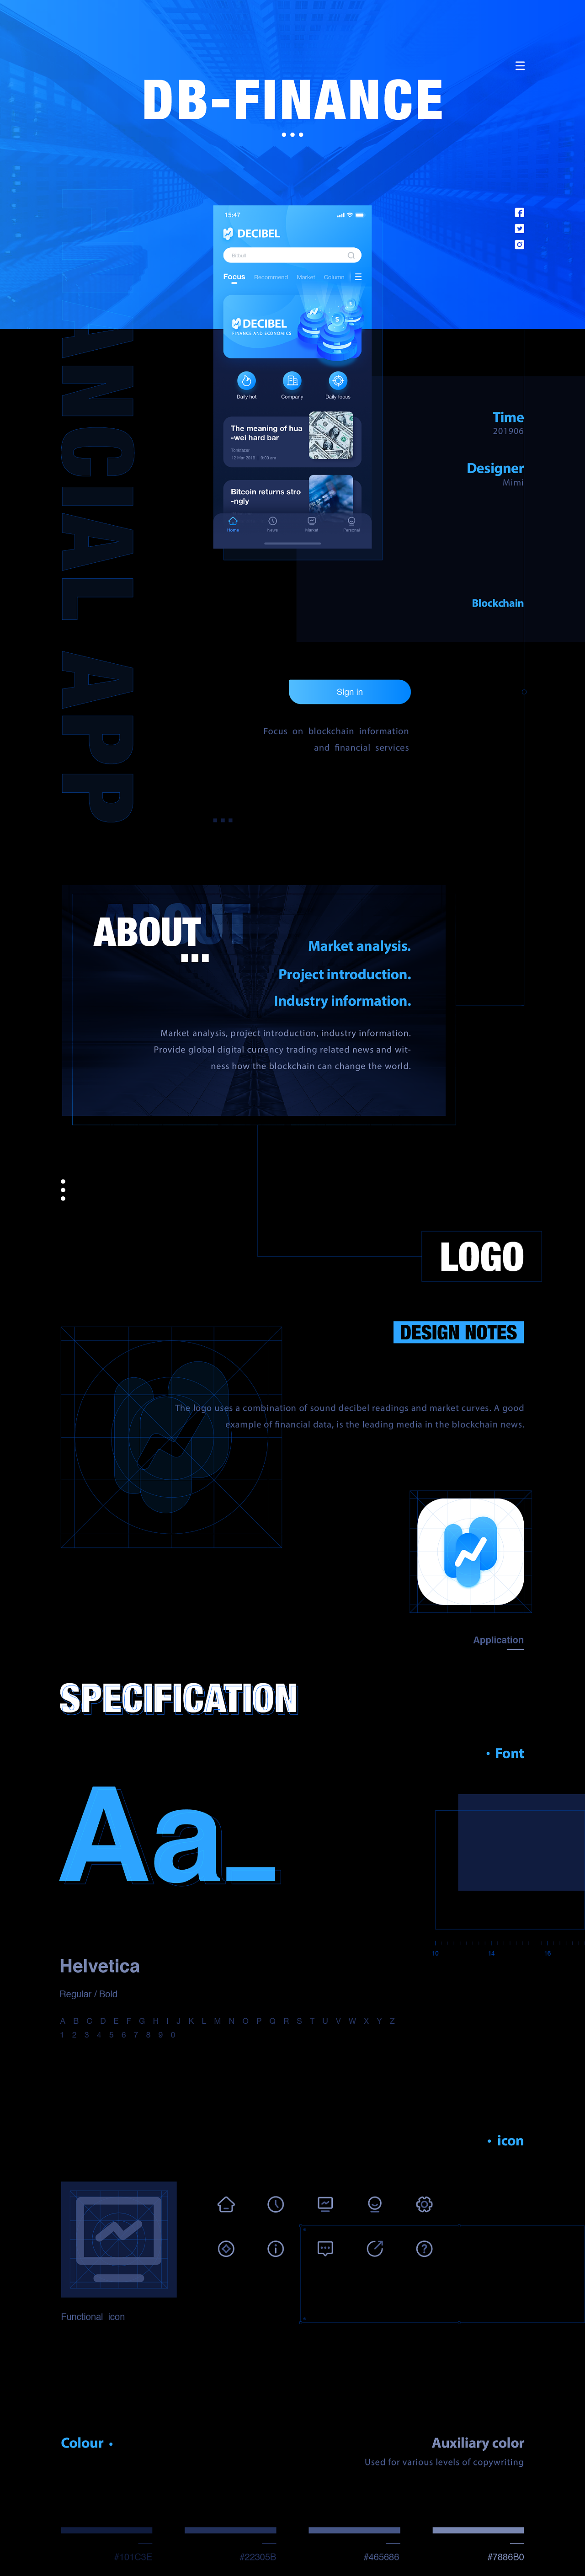 DB-FINANCE
15:47
DECIBEL
Focus
Recommend
Market
Column
DECIBEL
FINANCE AND ECONOMICS
Daily hot
Company
Daily focus
The meaning of hua
-wei hard bar
Bitcoin returns stro
-ngly
Home
News
Market
Personal
FINANCIAL APP
Time
201906
Designer
Mimi
Blockchain
Sign in
Focus on blockchain information
and financial services
ABOUT
ABOUT
Market analysis.
Project introduction.
Industry information.
Market analysis, project introduction, industry information.
Provide global digital currency trading related news and wit-
ness how the blockchain can change the world.
LOGO
DESIGN NOTES
The logo uses a combination of sound decibel readings and market curves. A good
example of financial data, is the leading media in the blockchain news.
Application
SPECIFICATION
Font
Aa_
10
14
18
Helvetica
Regular / Bold
A B C D E F G H I J K L M N O P Q R S T U V W X Y Z
1 2 3 4 5 6 7 8 9 0
icon
Functional icon
Colour
Auxiliary color
Used for various levels of copywriting
#101C3E
#22305B
#465686
#7886B0